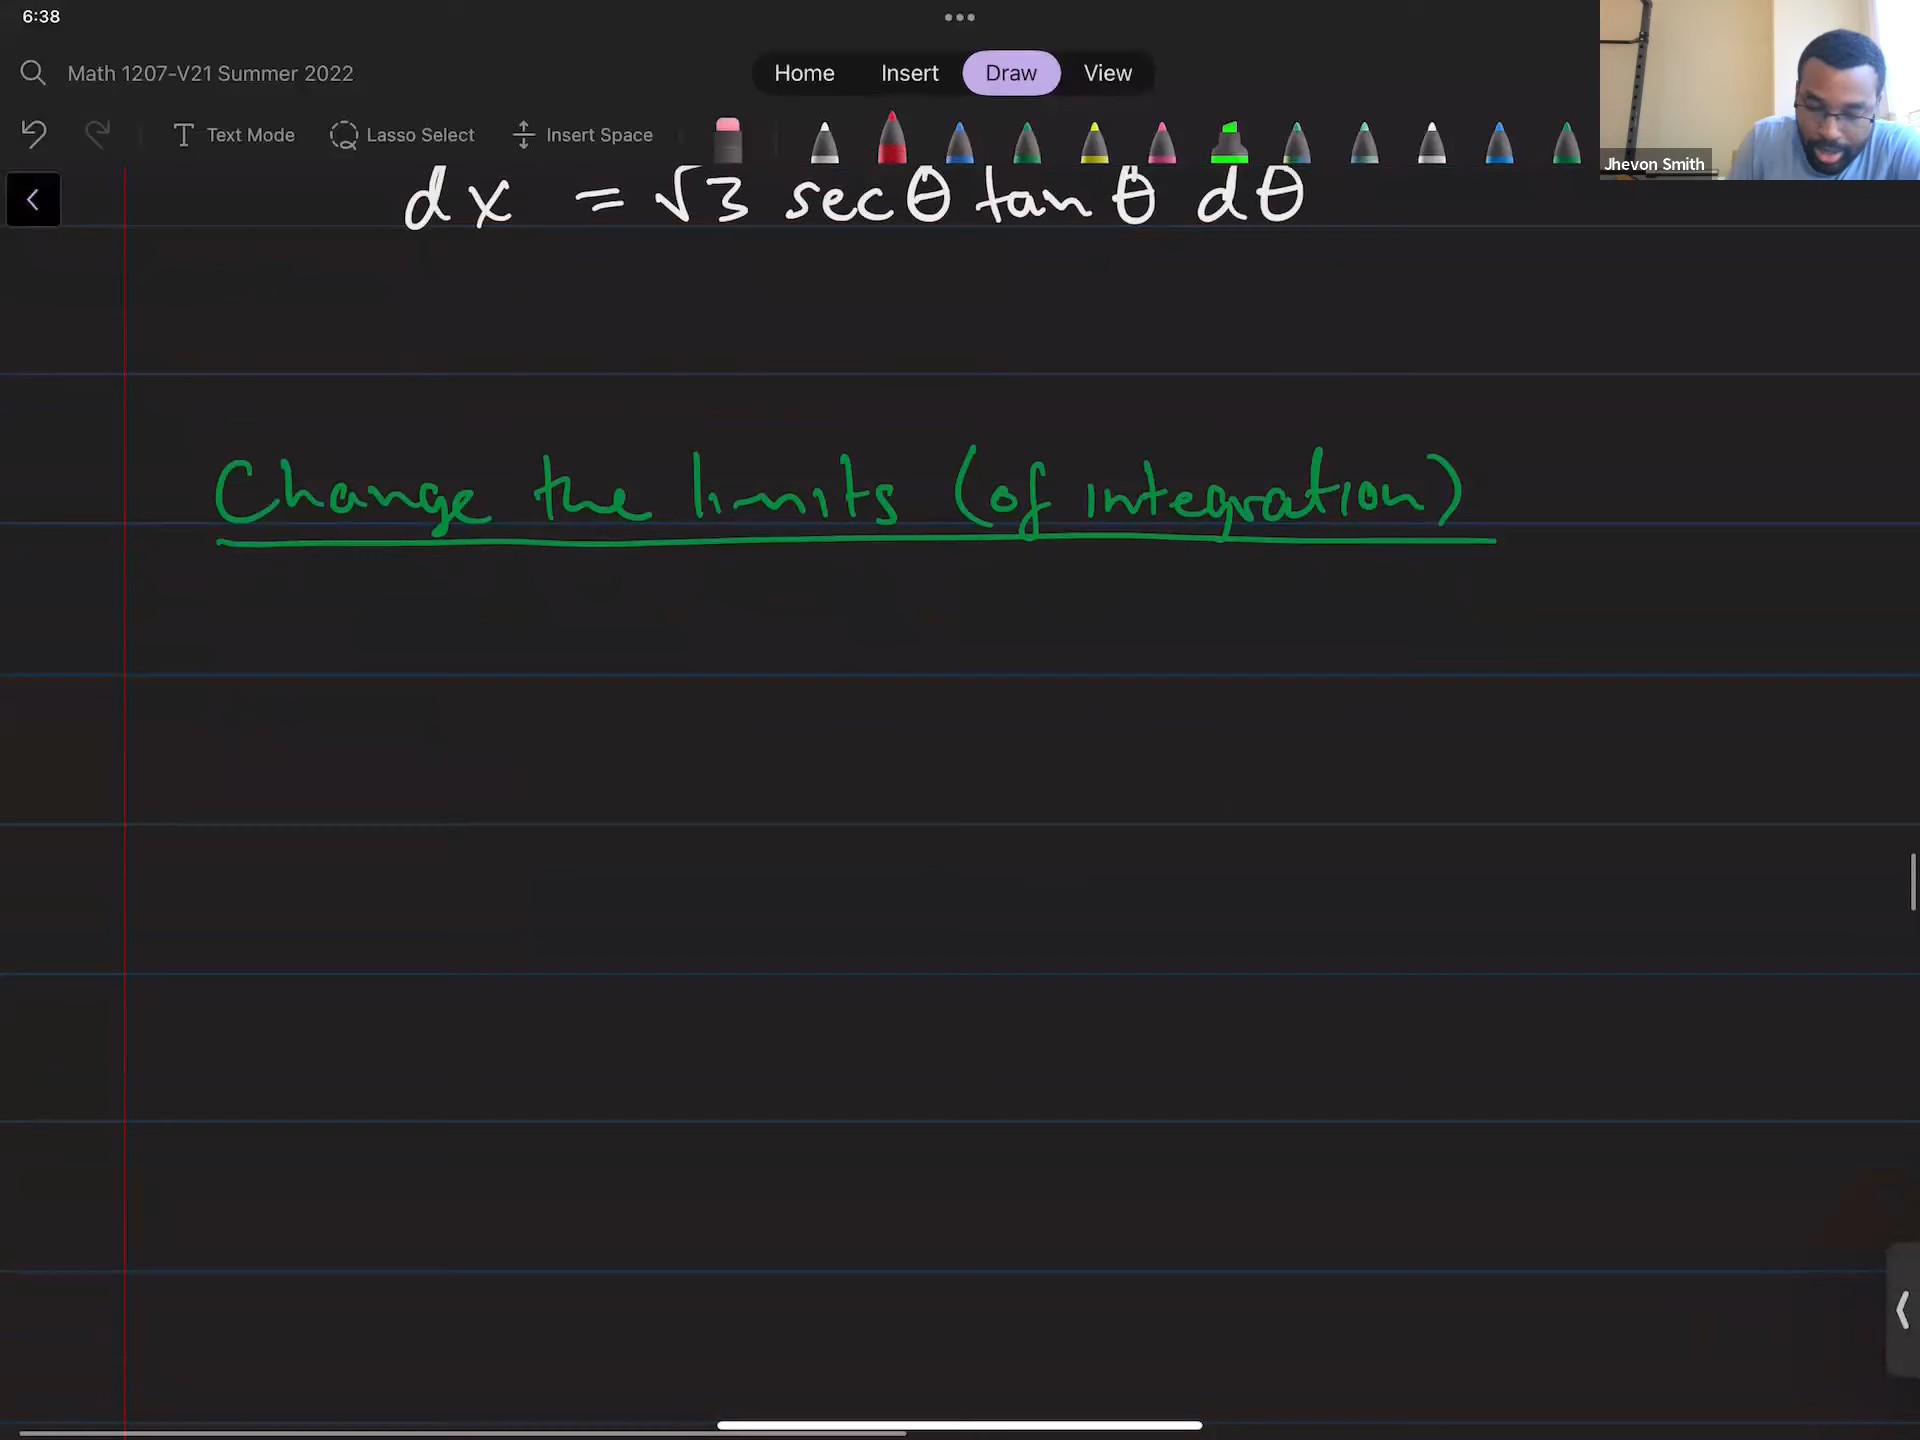 6:38
Math 1207-V21 Summer 2022
Home Insert Draw View
Text Mode Lasso Select Insert Space
Jhevon Smith
dx = √3 secθ tanθ dθ
Change the limits (of integration)